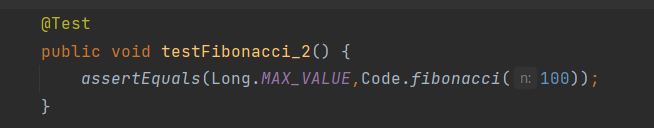 @Test
public void testFibonacci_2() {
assertEquals(Long.MAX_VALUE,Code.fibonacci( n: 100));
}